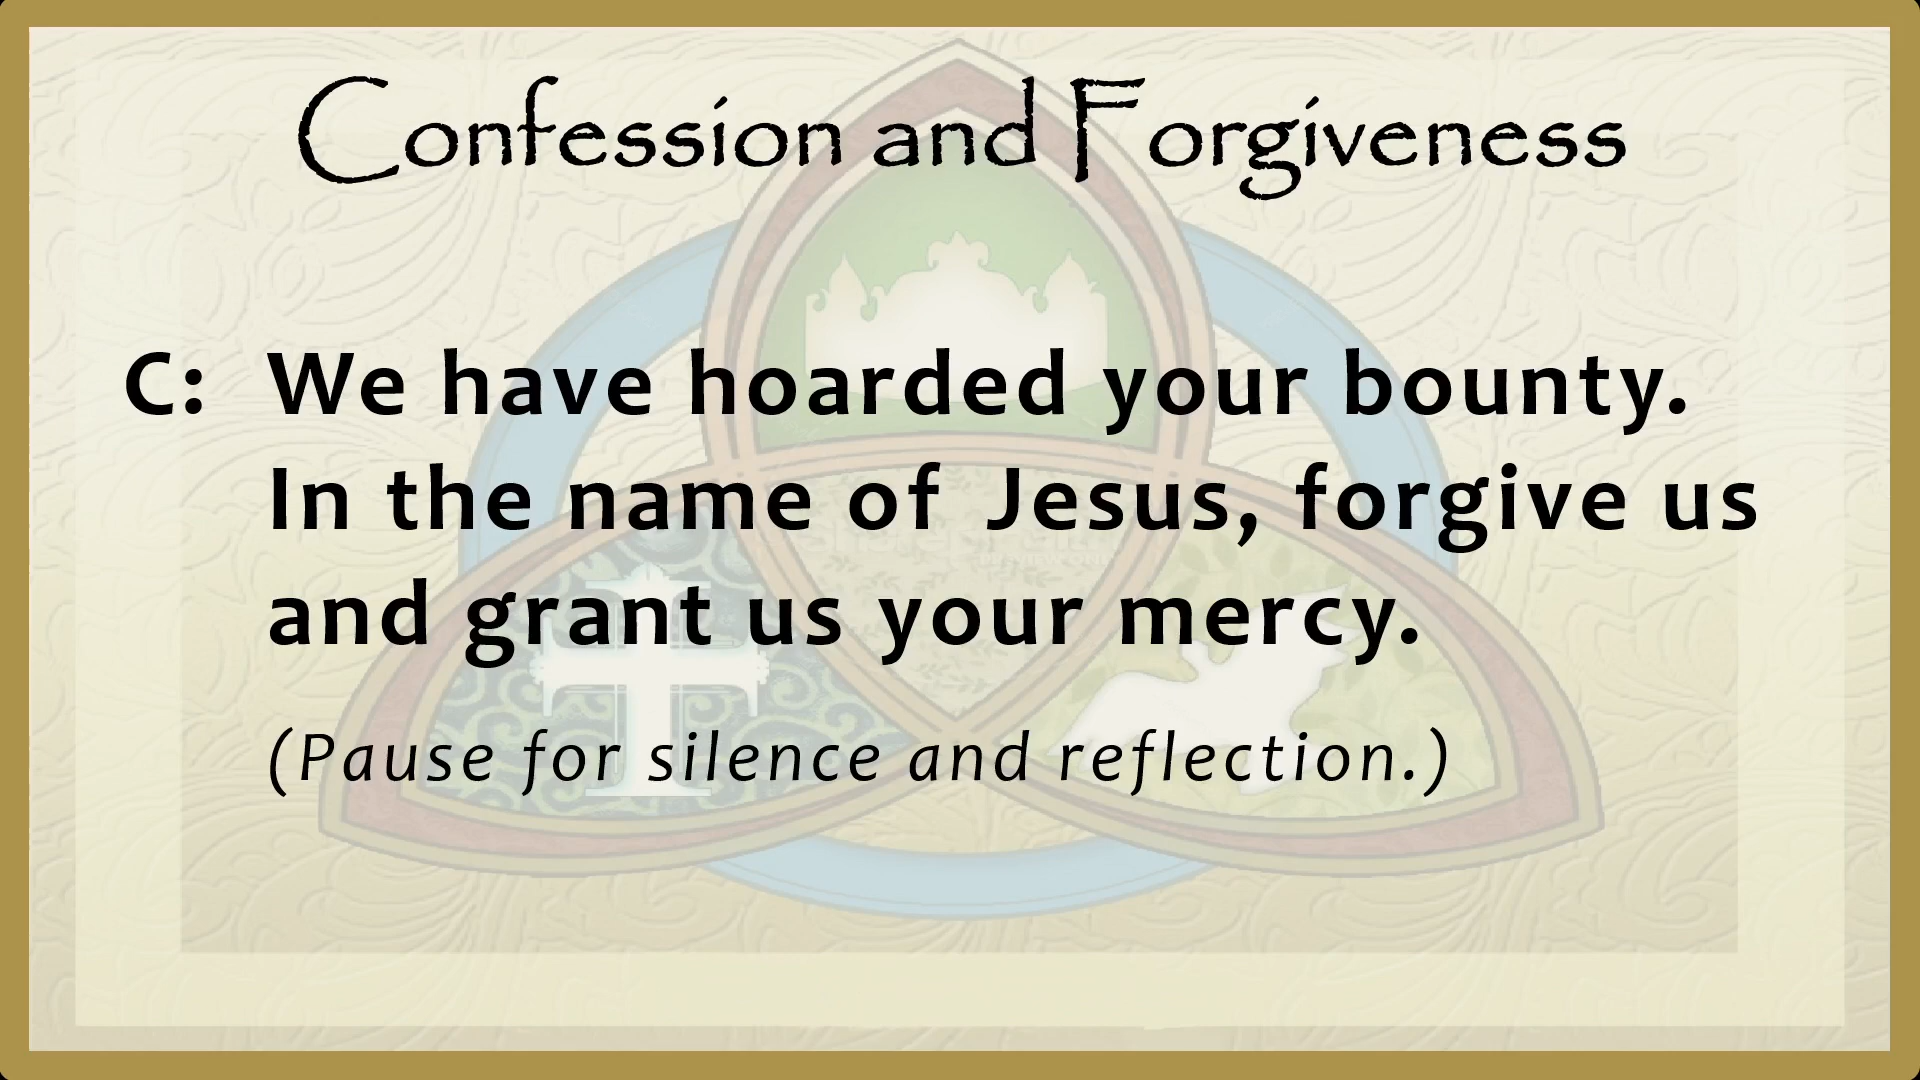 Confession and Forgiveness
C: We have hoarded your bounty.
In the name of Jesus, forgive us
and grant us your mercy.
(Pause for silence and reflection.)